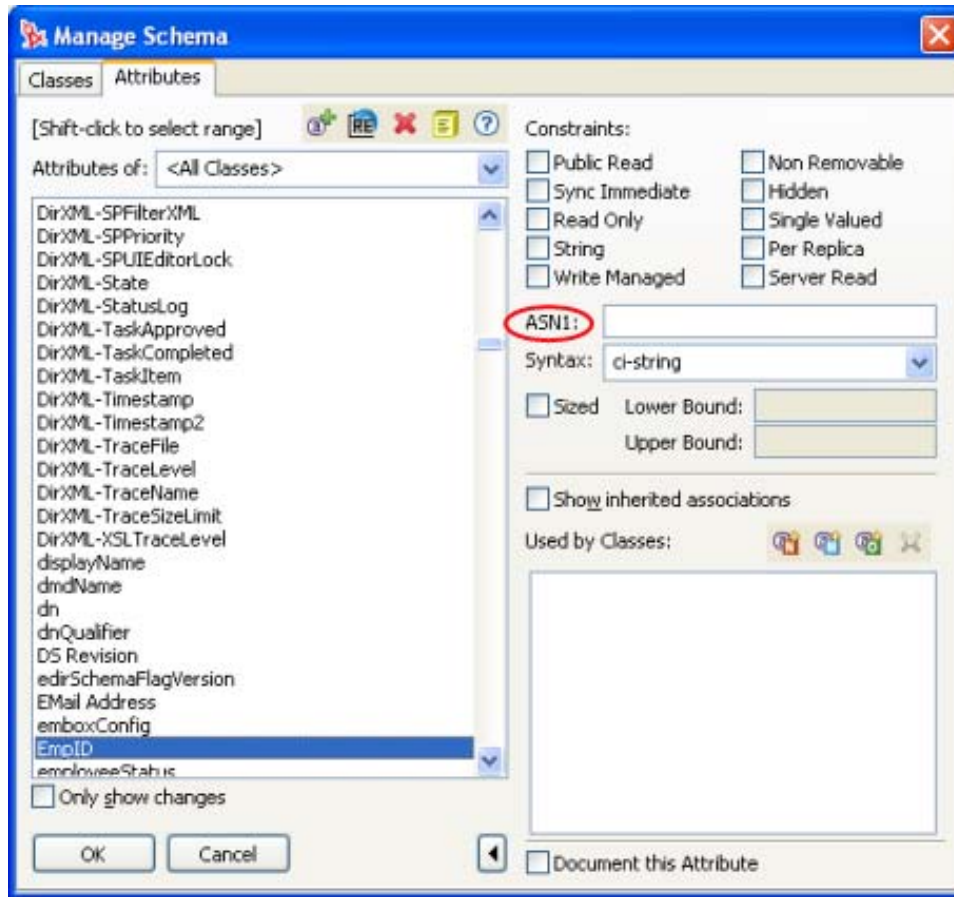 Manage Schema
Classes
Attributes
[Shift-click to select range]
RE
Attributes of: <All Classes>
DirXML-SPFilterXML
DirXML-SPPriority
DirXML-SPUIEditorLock
DirXML-State
DirXML-StatusLog
DirXML-TaskApproved
DirXML-TaskCompleted
DirXML-TaskItem
DirXML-Timestamp
DirXML-Timestamp2
DirXML-TraceFile
DirXML-TraceLevel
DirXML-TraceName
DirXML-TraceSizeLimit
DirXML-XSLTraceLevel
displayName
dmdName
dn
dnQualifier
DS Revision
edirSchemaFlagVersion
EMail Address
emboxConfig
EmpID
employeeStatus
Only show changes
OK
Cancel
Constraints:
Public Read
Non Removable
Sync Immediate
Hidden
Read Only
Single Valued
String
Per Replica
Write Managed
Server Read
ASN1:
Syntax: ci-string
Sized
Lower Bound:
Upper Bound:
Show inherited associations
Used by Classes:
Document this Attribute